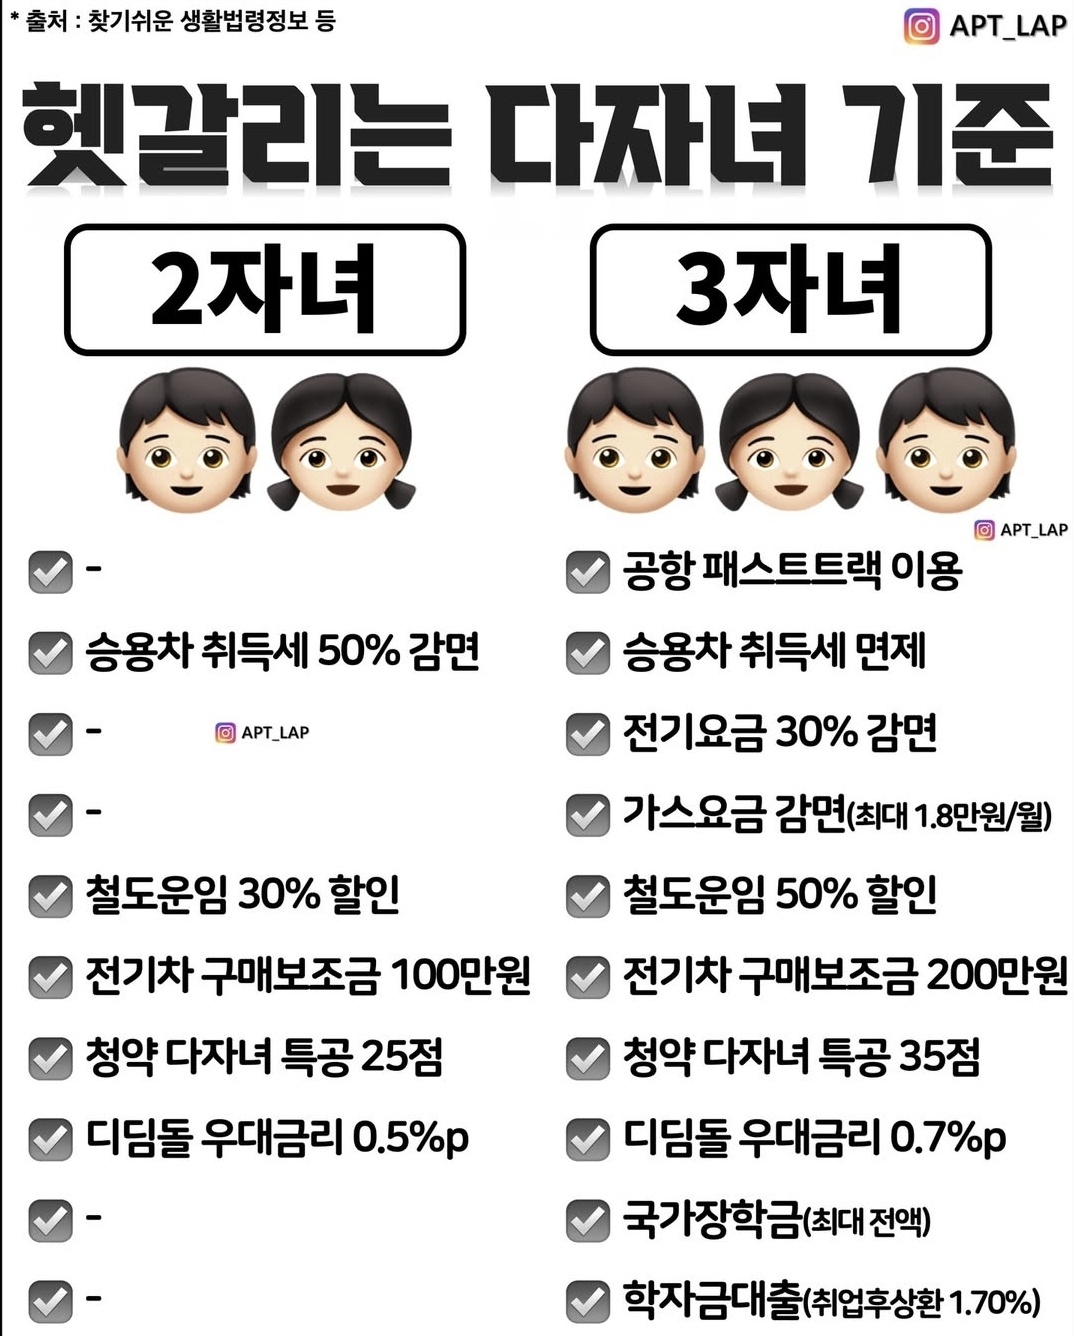 * 출처 : 찾기쉬운 생활법령정보 등
APT_LAP
헷갈리는 다자녀 기준
2자녀
3자녀
APT_LAP
-
공항 패스트트랙 이용
승용차 취득세 50% 감면
승용차 취득세 면제
-
APT_LAP
전기요금 30% 감면
-
가스요금 감면(최대 1.8만원/월)
철도운임 30% 할인
철도운임 50% 할인
전기차 구매보조금 100만원
전기차 구매보조금 200만원
청약 다자녀 특공 25점
청약 다자녀 특공 35점
디딤돌 우대금리 0.5%p
디딤돌 우대금리 0.7%p
-
국가장학금(최대 전액)
-
학자금대출(취업후상환 1.70%)